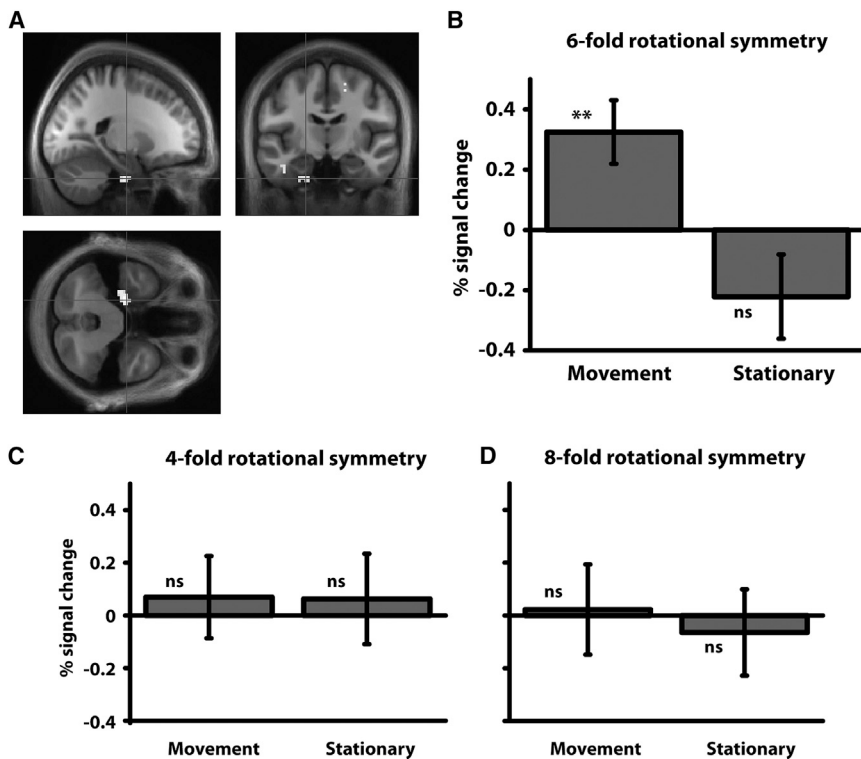 A
B
6-fold rotational symmetry
% signal change
0.4
0.2
0
-0.2
-0.4
**
ns
Movement Stationary
C
4-fold rotational symmetry
% signal change
0.4
0.2
0
-0.2
-0.4
ns ns
Movement Stationary
D
8-fold rotational symmetry
ns
ns
Movement Stationary